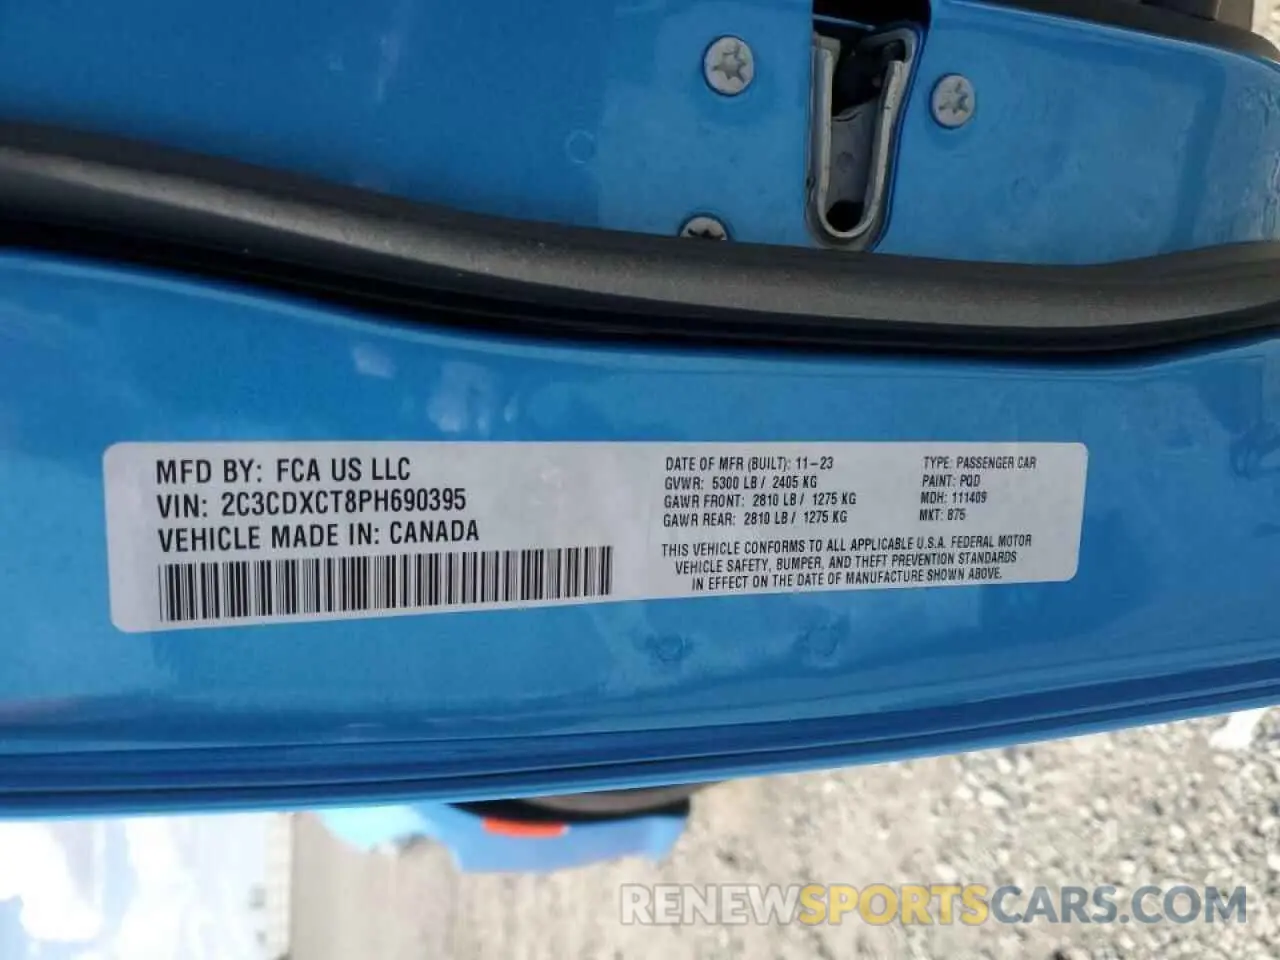 MFD BY: FCA US LLC
VIN: 2C3CDXCT8PH690395
VEHICLE MADE IN: CANADA
DATE OF MFR (BUILT): 11-23
GVWR: 5300 LB / 2405 KG
GAWR FRONT: 2810 LB / 1275 KG
GAWR REAR: 2810 LB / 1275 KG
TYPE: PASSENGER CAR
PAINT: PQD
MDH: 111409
MKT: 875
THIS VEHICLE CONFORMS TO ALL APPLICABLE U.S.A. FEDERAL MOTOR
VEHICLE SAFETY, BUMPER, AND THEFT PREVENTION STANDARDS
IN EFFECT ON THE DATE OF MANUFACTURE SHOWN ABOVE.
RENEWSPORTSCARS.COM